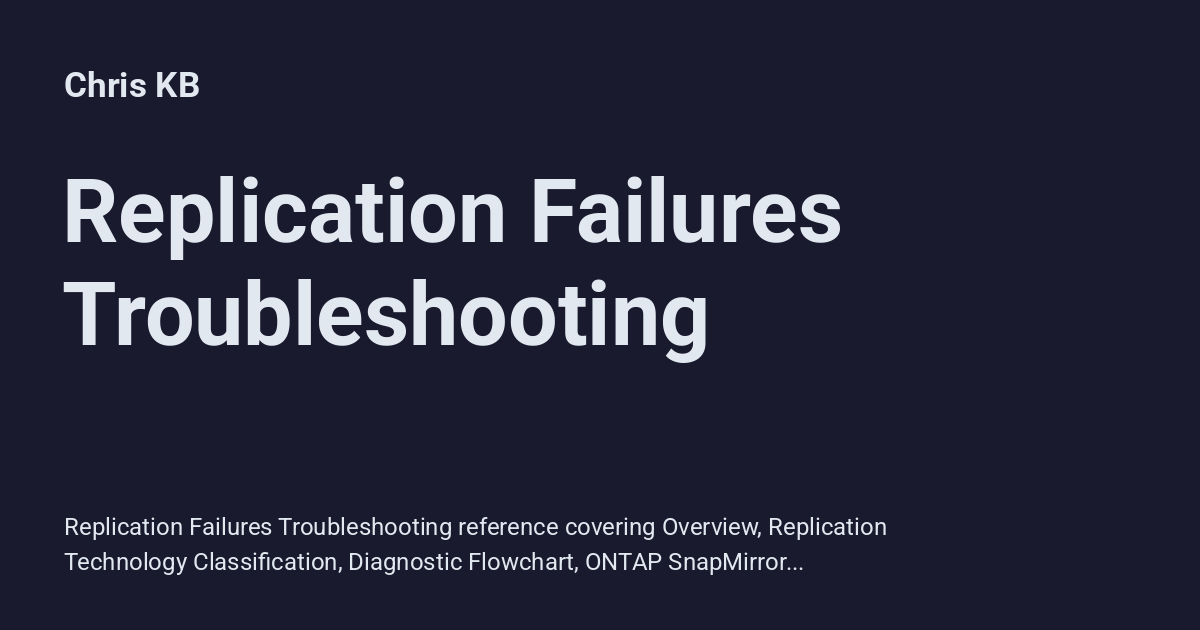 Chris KB
Replication Failures
Troubleshooting
Replication Failures Troubleshooting reference covering Overview, Replication
Technology Classification, Diagnostic Flowchart, ONTAP SnapMirror...